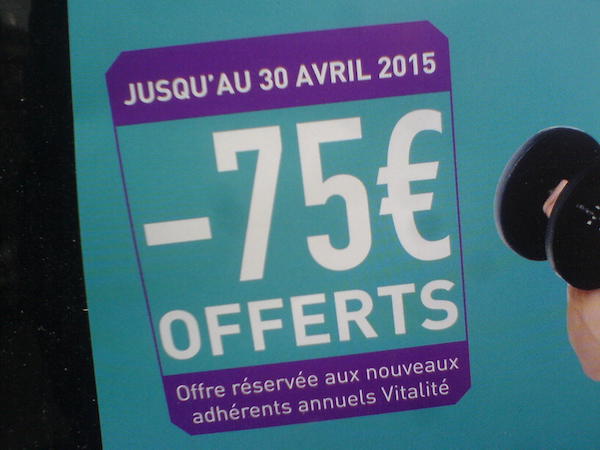 JUSQU'AU 30 AVRIL 2015
-75€
OFFERTS
Offre réservée aux nouveaux
adhérents annuels Vitalité